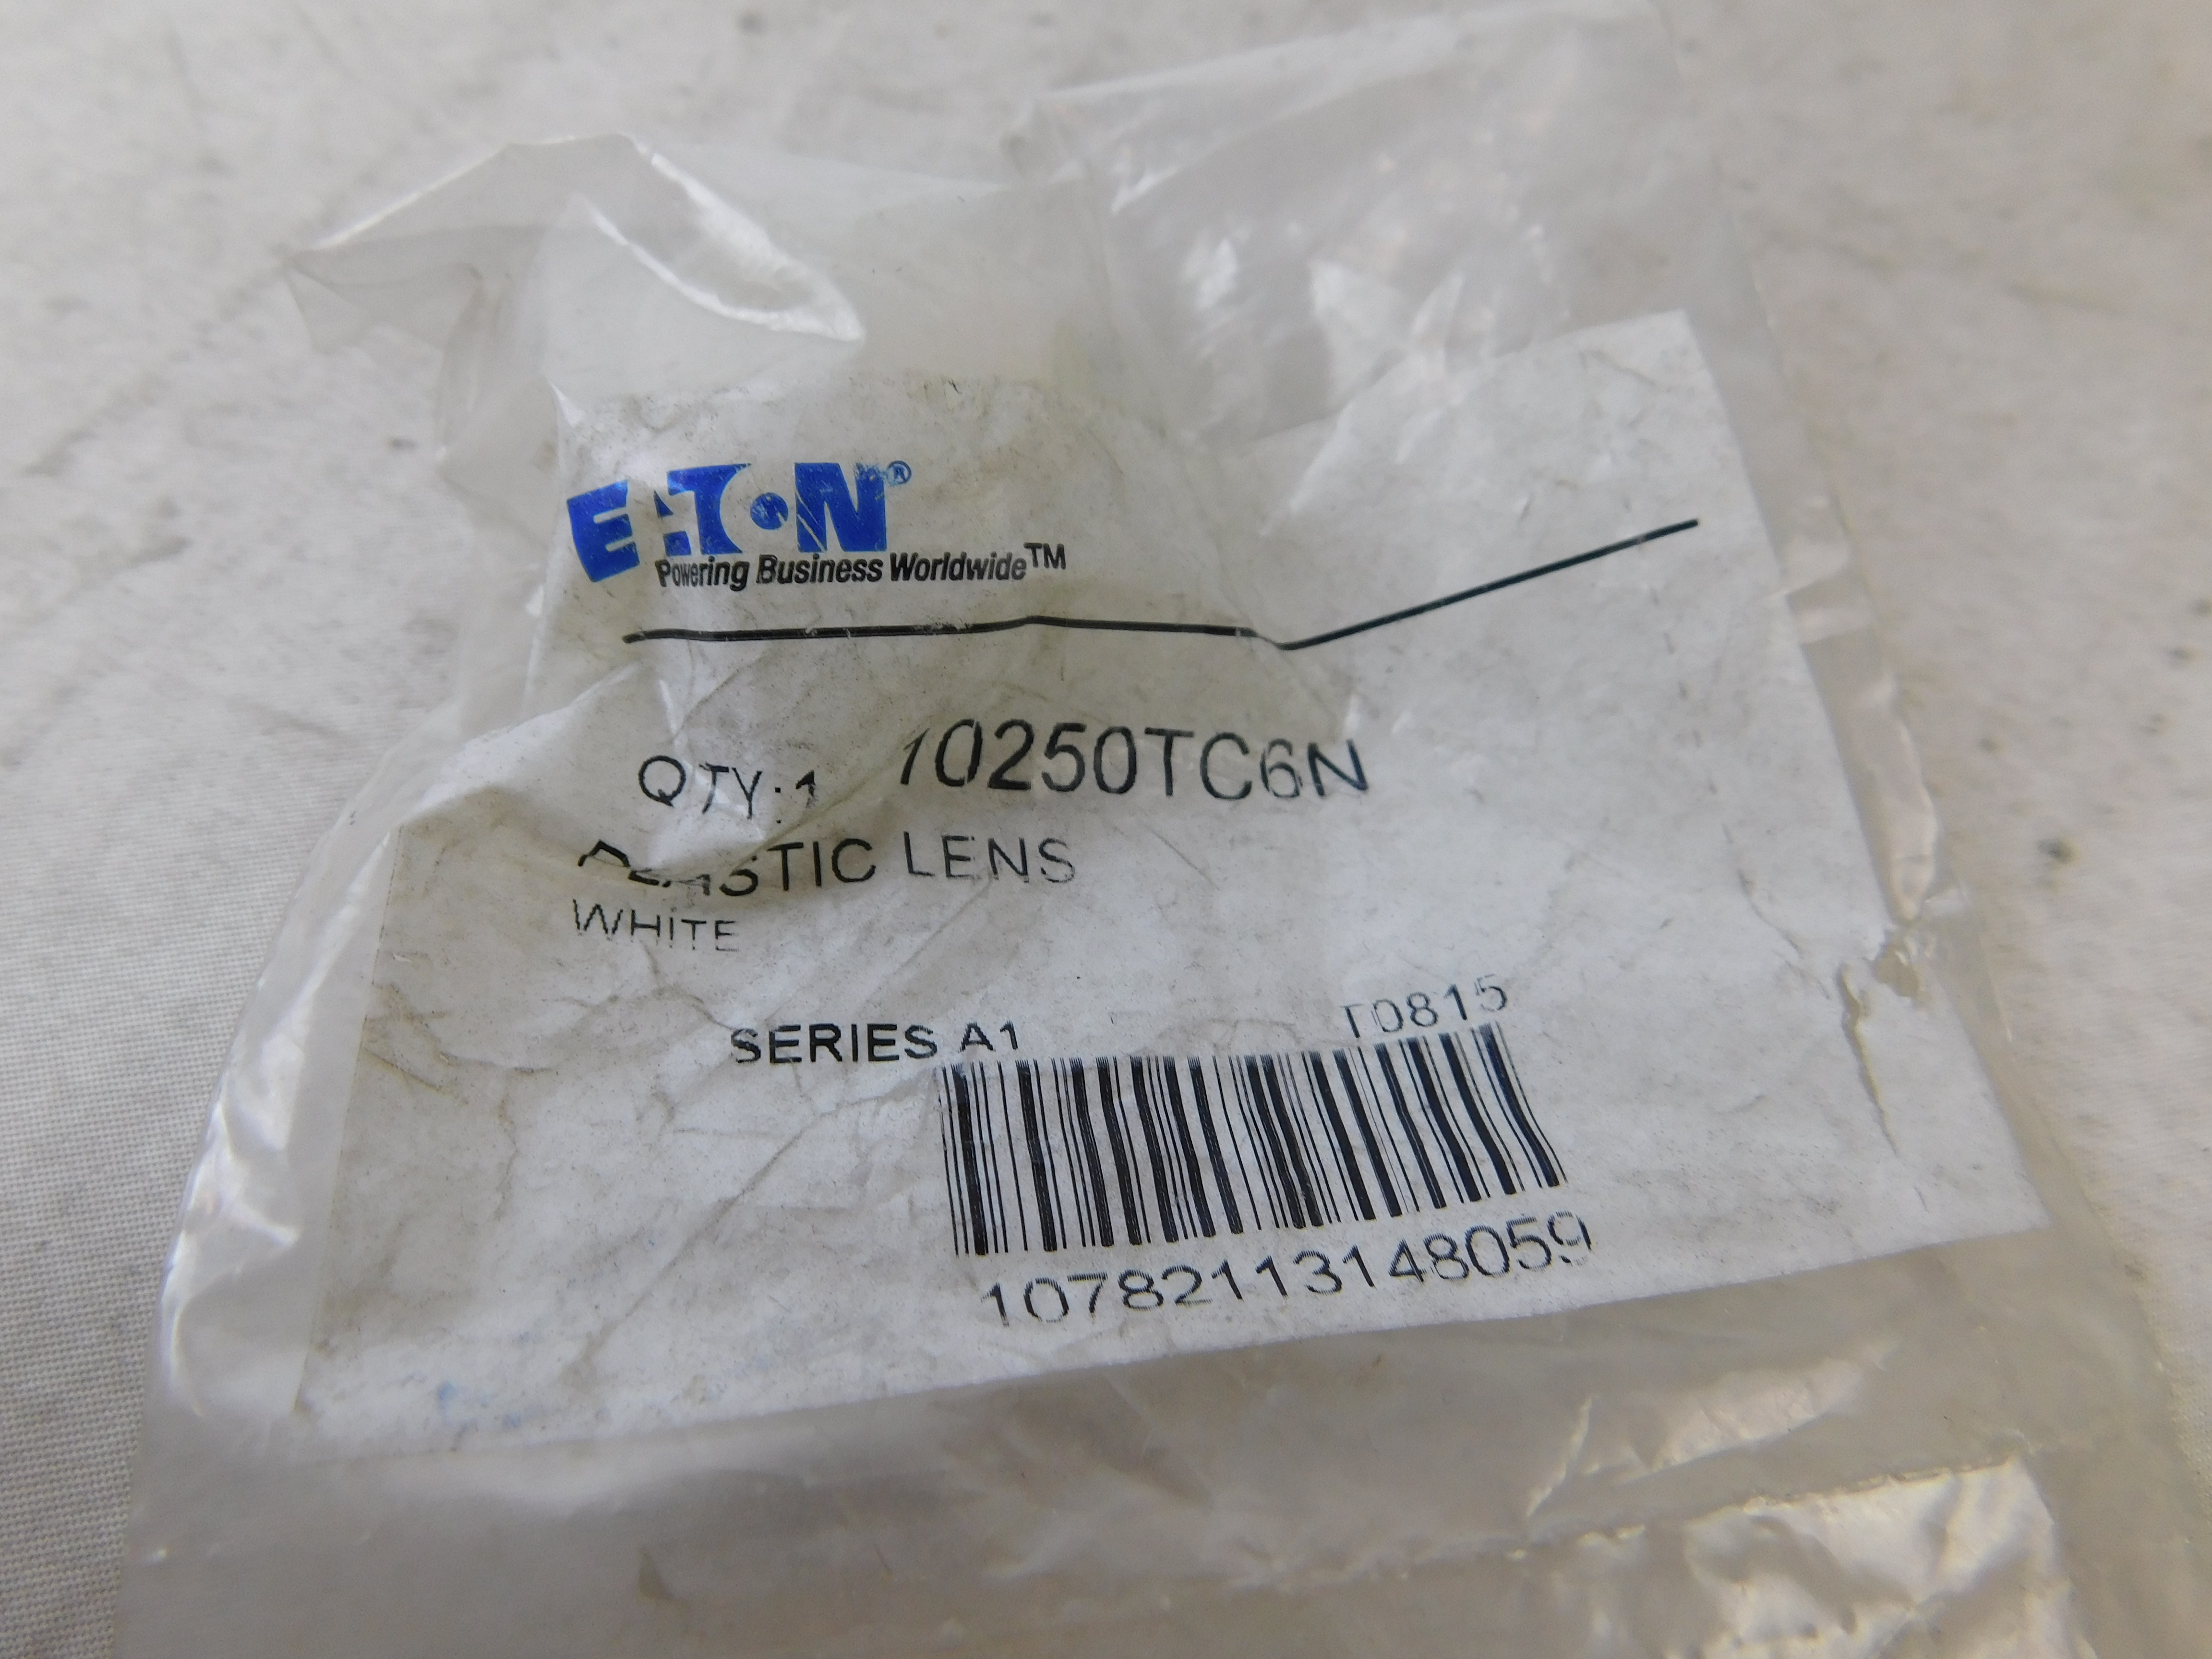 EATON®
Powering Business Worldwide™
QTY:1 10250TC6N
PLASTIC LENS
WHITE
SERIES A1 T0815
10782113148059